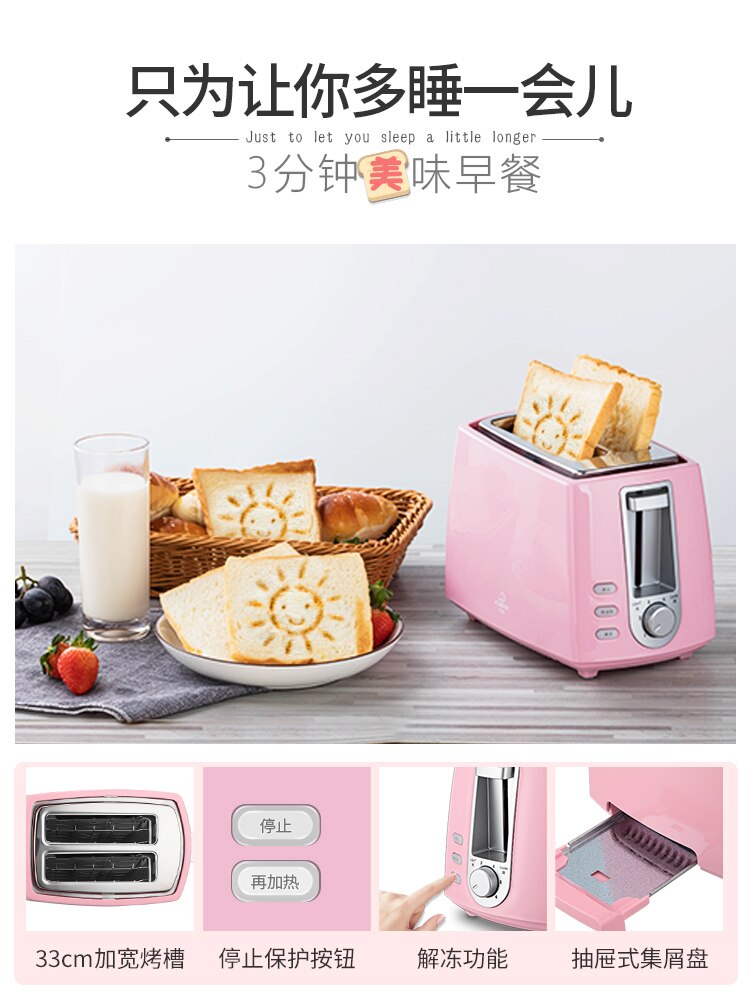 只为让你多睡一会儿
Just to let you sleep a little longer
3分钟美味早餐
停止
再加热
33cm加宽烤槽
停止保护按钮
解冻功能
抽屉式集屑盘